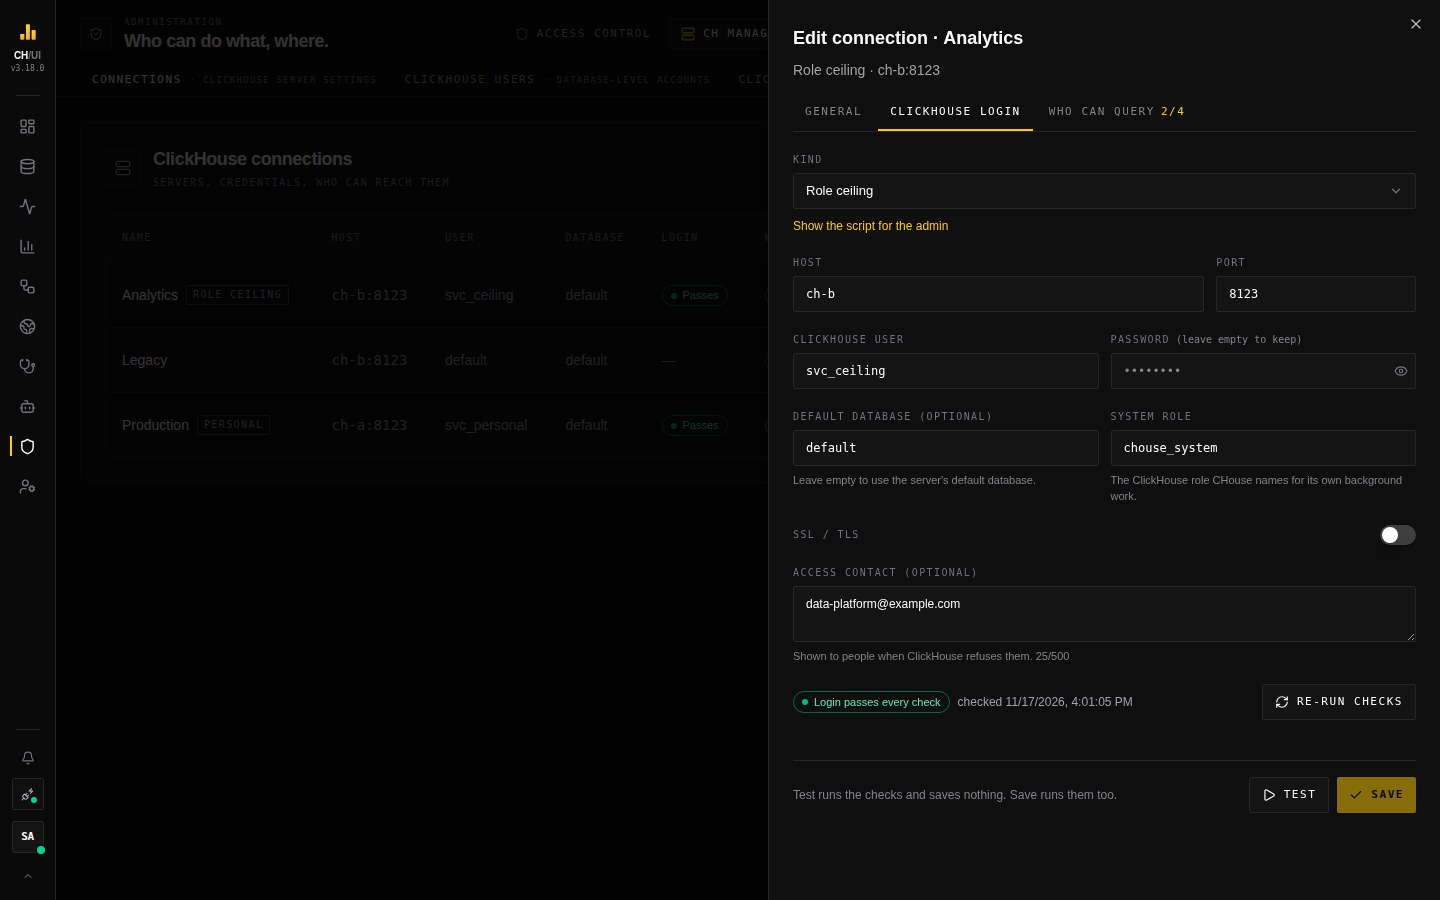 CH/UI
v3.18.0
SA
ADMINISTRATION
Who can do what, where.
ACCESS CONTROL
CH MANAG
CONNECTIONS · CLICKHOUSE SERVER SETTINGS
CLICKHOUSE USERS · DATABASE-LEVEL ACCOUNTS
CLIC
ClickHouse connections
SERVERS, CREDENTIALS, WHO CAN REACH THEM
NAME HOST USER DATABASE LOGIN
Analytics ROLE CEILING ch-b:8123 svc_ceiling default Passes
Legacy ch-b:8123 default default —
Production PERSONAL ch-a:8123 svc_personal default Passes
Edit connection · Analytics
Role ceiling · ch-b:8123
GENERAL CLICKHOUSE LOGIN WHO CAN QUERY 2/4
KIND
Role ceiling
Show the script for the admin
HOST PORT
ch-b 8123
CLICKHOUSE USER PASSWORD (leave empty to keep)
svc_ceiling ••••••••
DEFAULT DATABASE (OPTIONAL) SYSTEM ROLE
default chouse_system
Leave empty to use the server's default database.
The ClickHouse role CHouse names for its own background
work.
SSL / TLS
ACCESS CONTACT (OPTIONAL)
data-platform@example.com
Shown to people when ClickHouse refuses them. 25/500
Login passes every check checked 11/17/2026, 4:01:05 PM RE-RUN CHECKS
Test runs the checks and saves nothing. Save runs them too. TEST SAVE